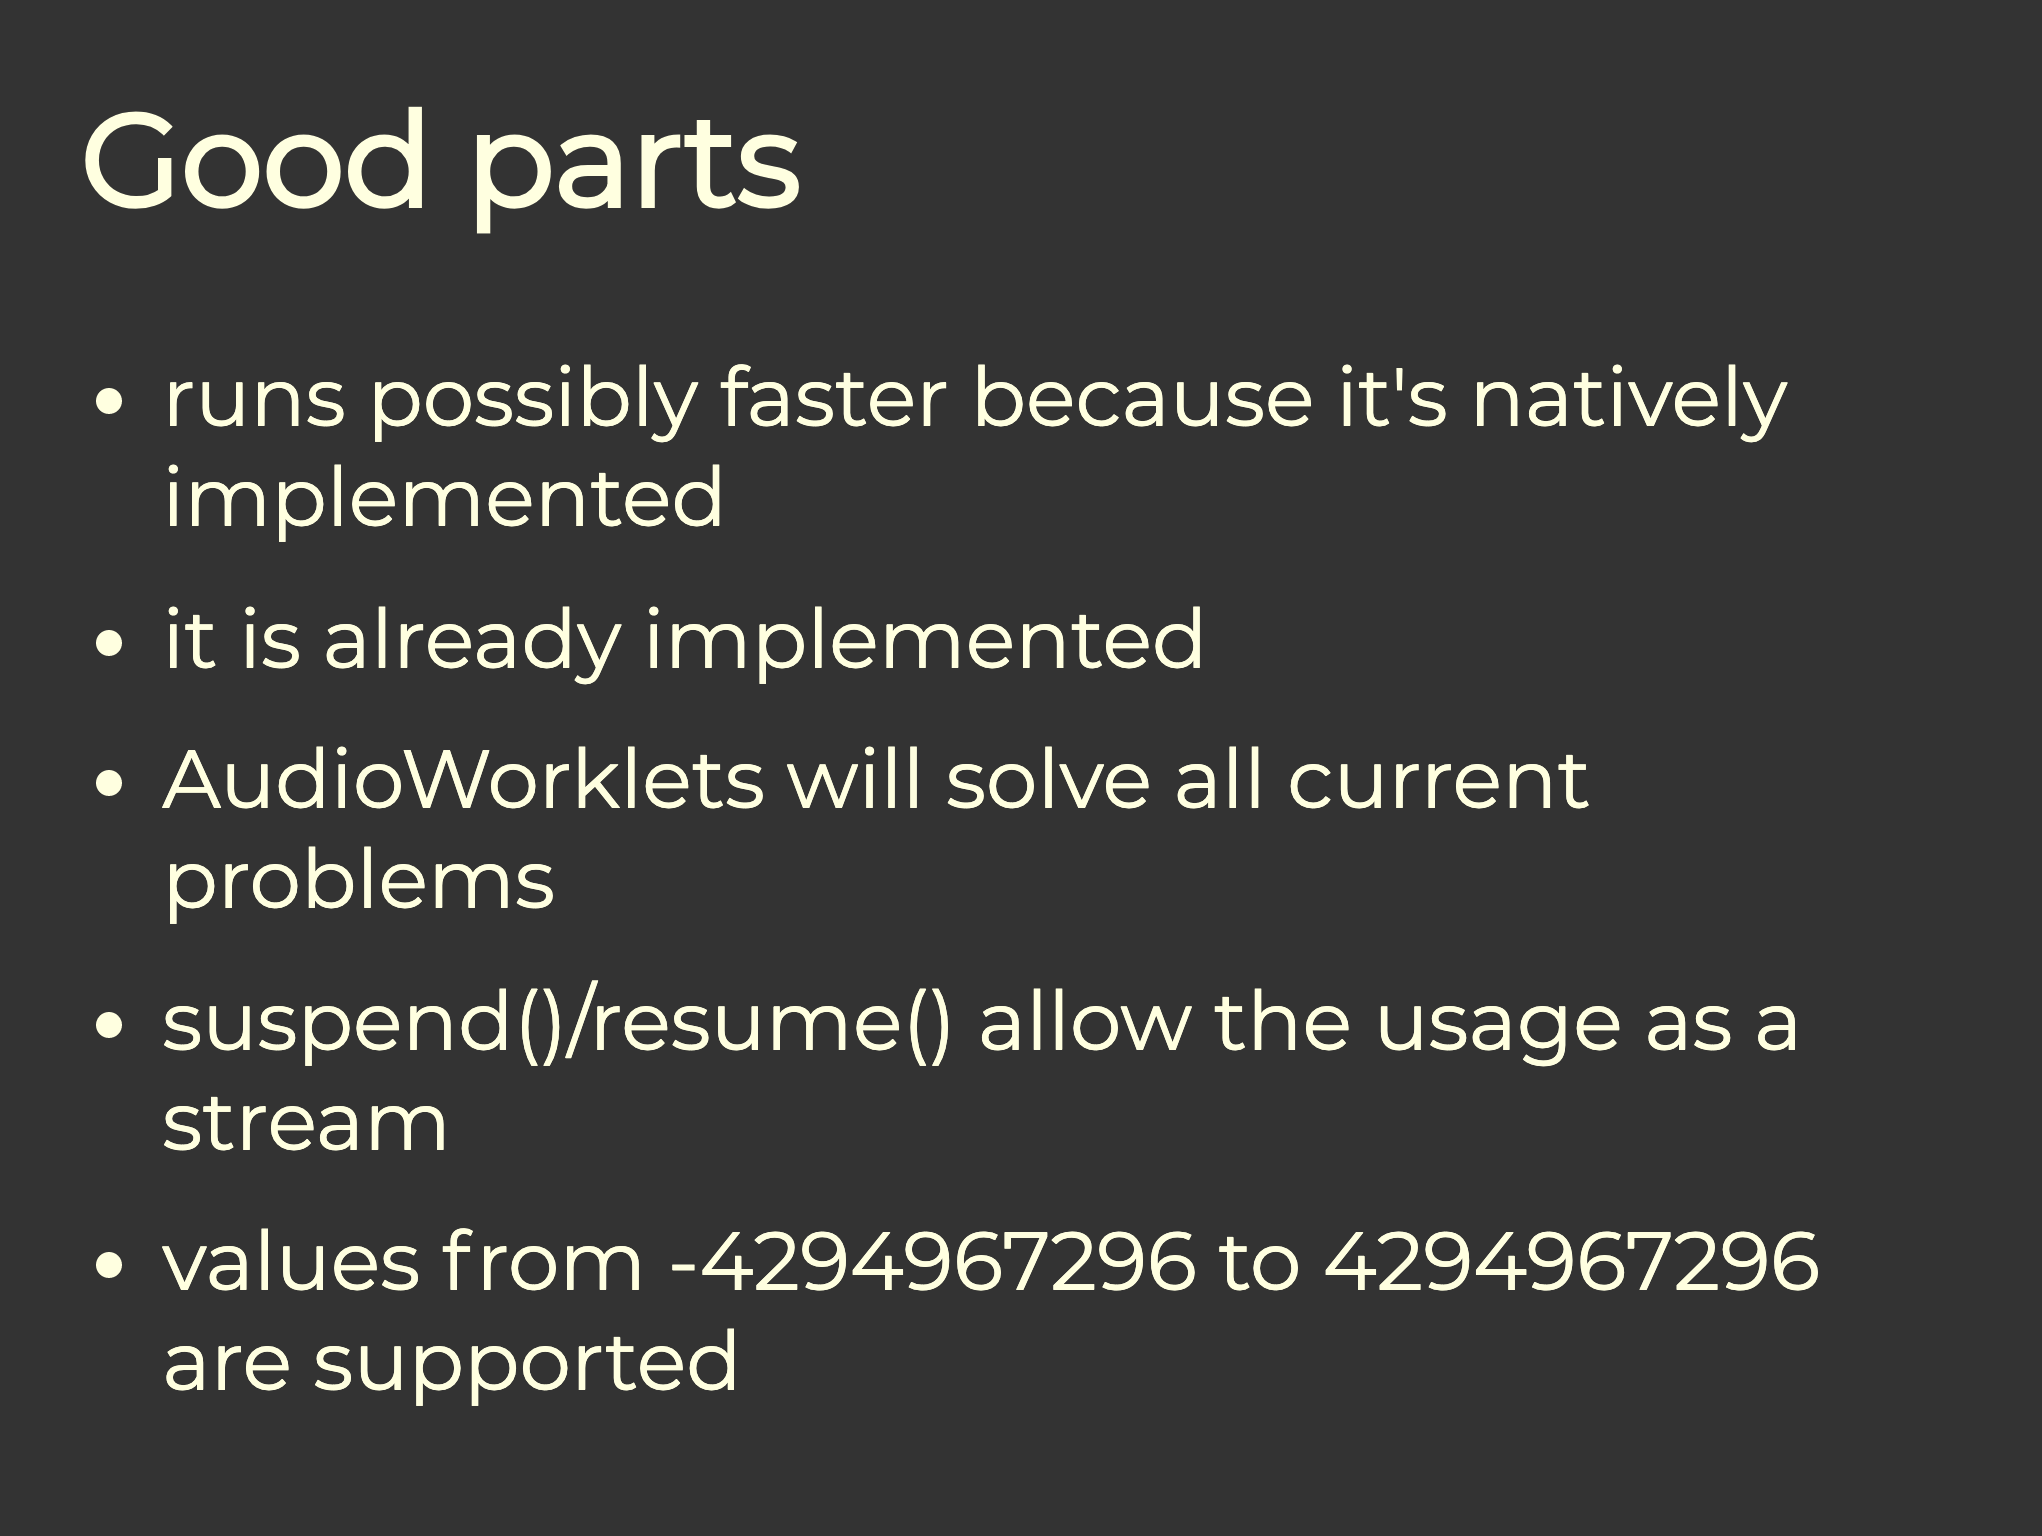 Good parts
• runs possibly faster because it's natively
implemented
• it is already implemented
• AudioWorklets will solve all current
problems
• suspend()/resume() allow the usage as a
stream
• values from -4294967296 to 4294967296
are supported